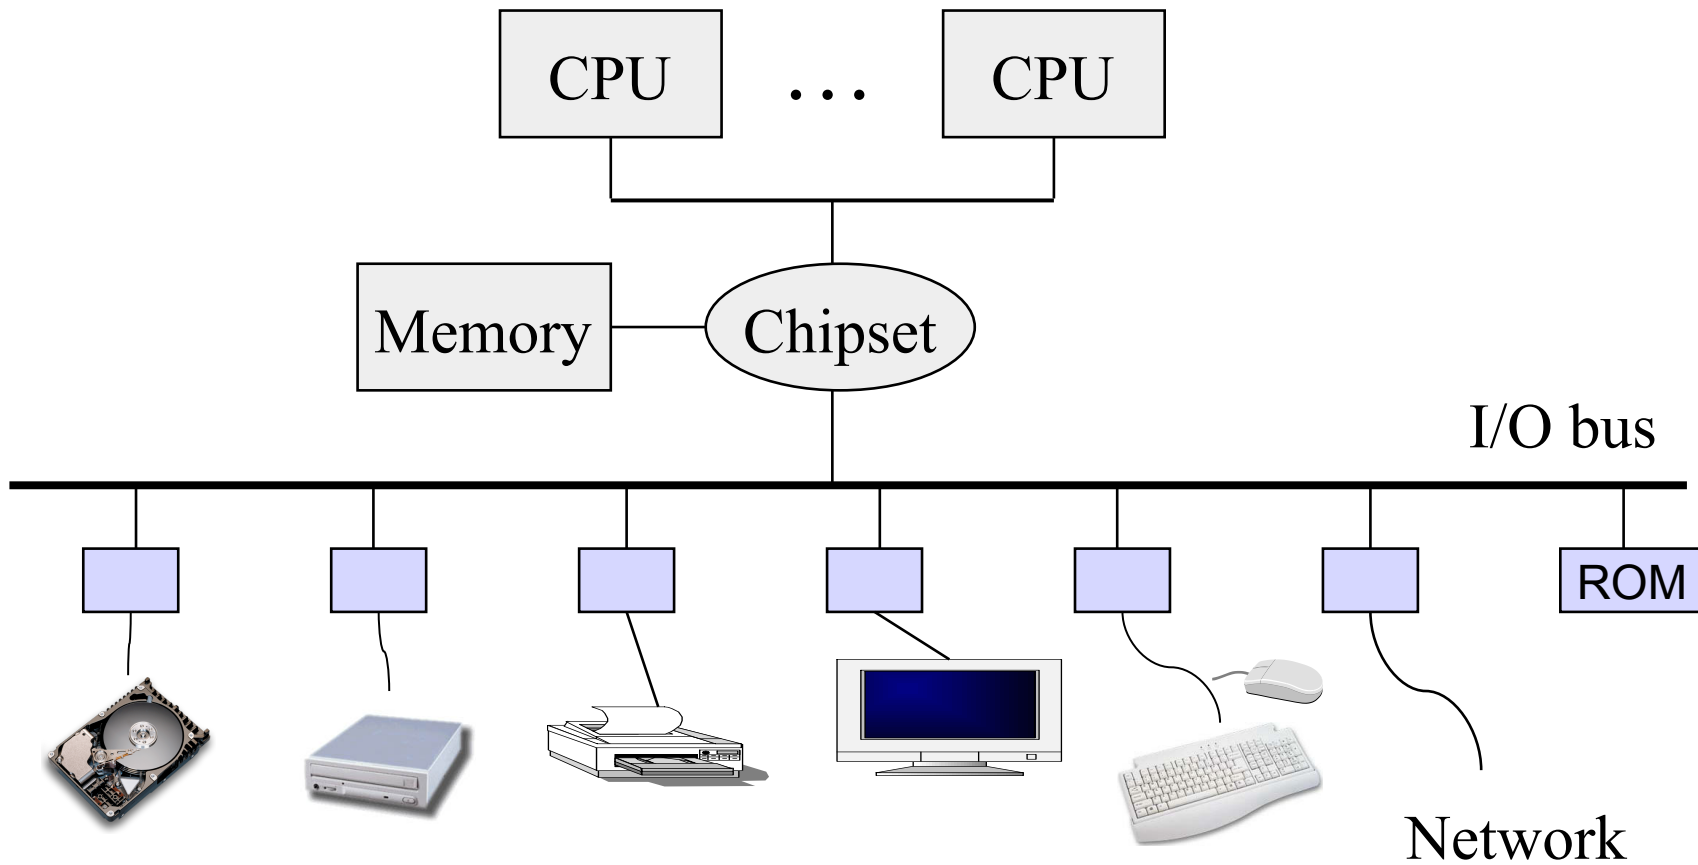 CPU ... CPU
Memory Chipset
I/O bus
ROM
Network